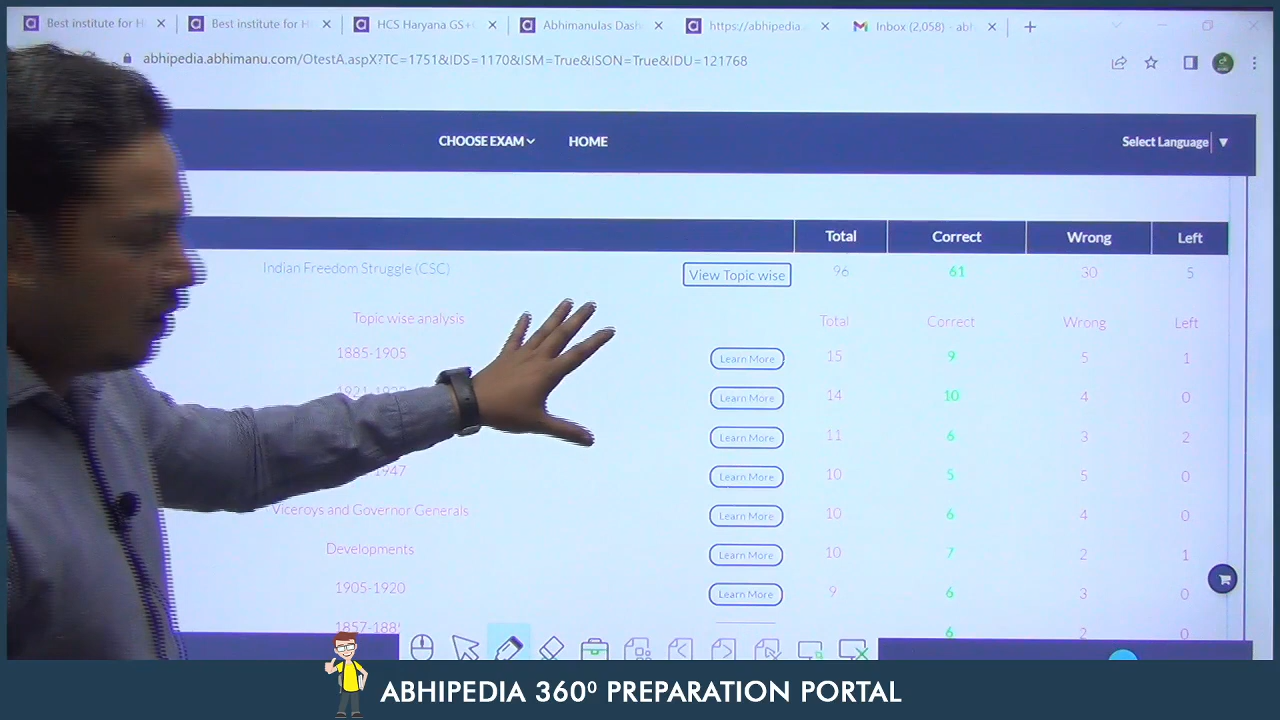 Best institute for H
Best institute for H
HCS Haryana GS+
Abhimanulas Dash
https://abhipedia
Inbox (2,058) - abh
abhipedia.abhimanu.com/OtestA.aspX?TC=1751&IDS=1170&ISM=True&ISON=True&IDU=121768
CHOOSE EXAM HOME Select Language ▼
Total Correct Wrong Left
Indian Freedom Struggle (CSC) View Topic wise 96 61 30 5
Topic wise analysis Total Correct Wrong Left
1885-1905 Learn More 15 9 5 1
Learn More 14 10 4 0
Learn More 11 6 3 2
1947 Learn More 10 5 5 0
Viceroys and Governor Generals Learn More 10 6 4 0
Developments Learn More 10 7 2 1
1905-1920 Learn More 9 6 3 0
6 2 0
ABHIPEDIA 360⁰ PREPARATION PORTAL